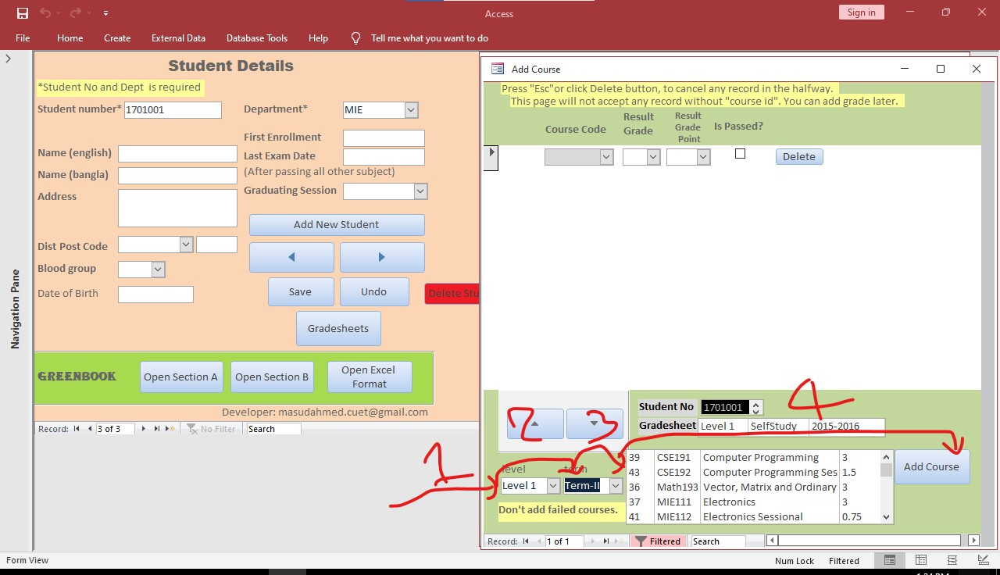 Access
Sign in
File Home Create External Data Database Tools Help Tell me what you want to do
Navigation Pane
Student Details
*Student No and Dept is required
Student number* 1701001 Department* MIE
First Enrollment
Name (english) Last Exam Date
(After passing all other subject)
Name (bangla)
Graduating Session
Address
Add New Student
Dist Post Code
Blood group
Save Undo
Date of Birth Delete Stu
Gradesheets
GREENBOOK Open Section A Open Section B Open Excel Format
Developer: masudahmed.cuet@gmail.com
Record: 3 of 3 No Filter Search
Add Course
Press "Esc"or click Delete button, to cancel any record in the halfway.
This page will not accept any record without "course id". You can add grade later.
Course Code Result Grade Result Grade Point Is Passed?
Delete
Student No 1701001
Gradesheet Level 1 SelfStudy 2015-2016
1 2 3 4
level term
Level 1 Term-II
39 CSE191 Computer Programming 3
43 CSE192 Computer Programming Ses 1.5
36 Math193 Vector, Matrix and Ordinary 3
37 MIE111 Electronics 3
41 MIE112 Electronics Sessional 0.75
Add Course
Don't add failed courses.
Record: 1 of 1 Filtered Search
Form View Num Lock Filtered